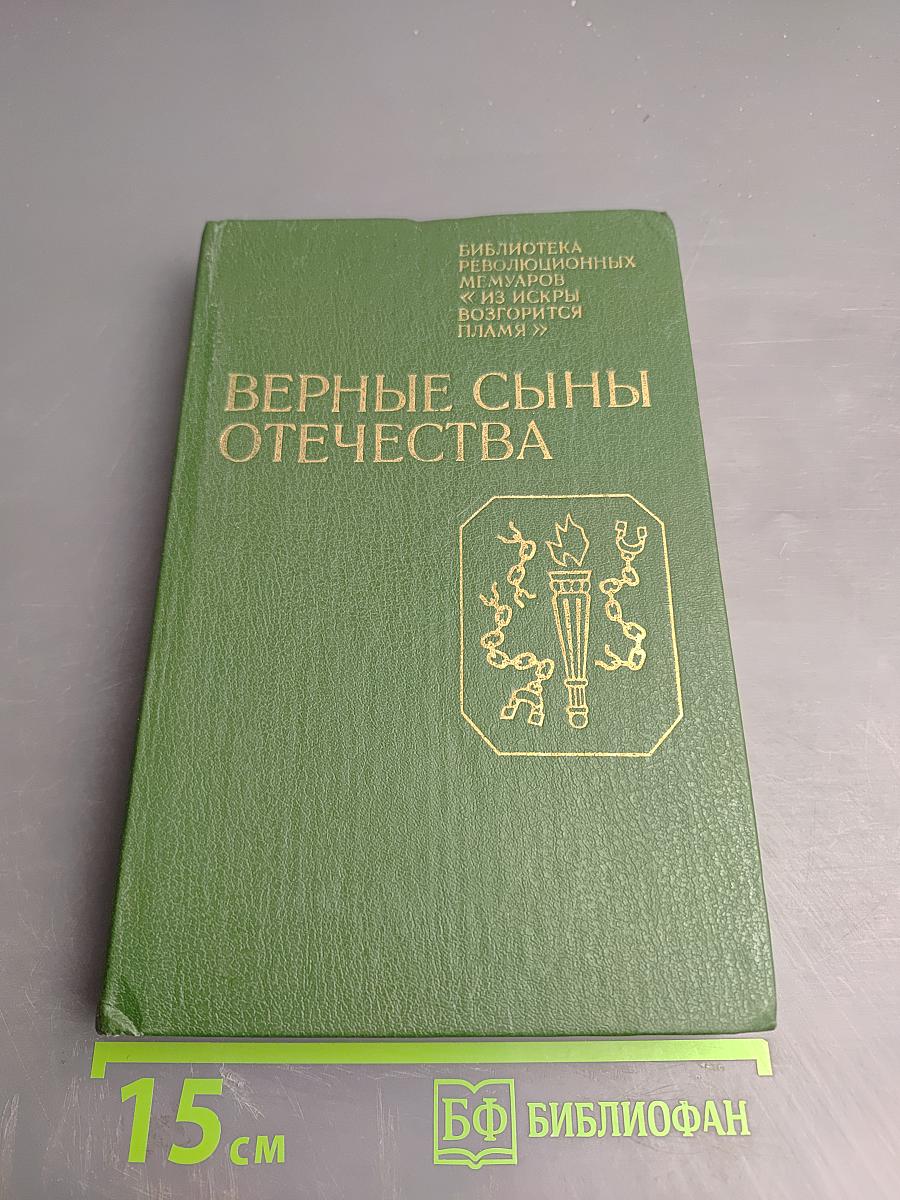 БИБЛИОТЕКА
РЕВОЛЮЦИОННЫХ
МЕМУАРОВ
« ИЗ ИСКРЫ
ВОЗГОРИТСЯ
ПЛАМЯ »
ВЕРНЫЕ СЫНЫ
ОТЕЧЕСТВА
15 см
БФ БИБЛИОФАН